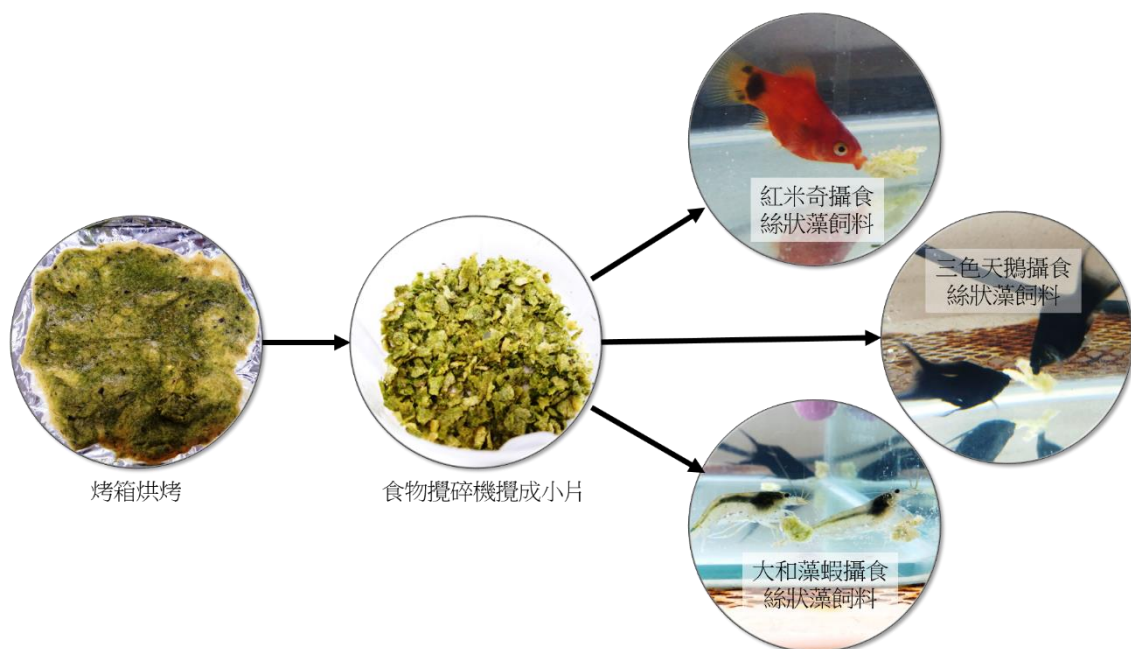 烤箱烘烤
食物攪碎機攪成小片
紅米奇攝食
絲狀藻飼料
三色天鵝攝食
絲狀藻飼料
大和藻蝦攝食
絲狀藻飼料